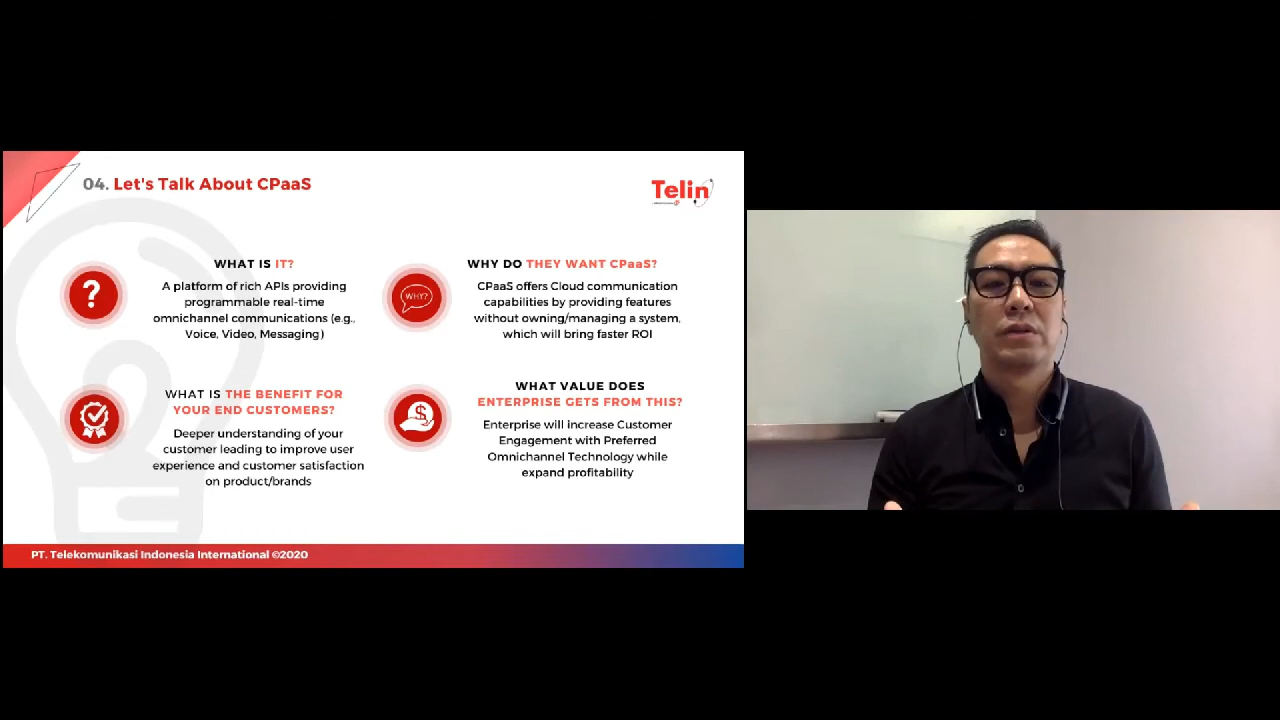 04. Let's Talk About CPaaS
Telin
WHAT IS IT?
A platform of rich APIs providing
programmable real-time
omnichannel communications (e.g.,
Voice, Video, Messaging)
WHY?
WHY DO THEY WANT CPaaS?
CPaaS offers Cloud communication
capabilities by providing features
without owning/managing a system,
which will bring faster ROI
WHAT IS THE BENEFIT FOR
YOUR END CUSTOMERS?
Deeper understanding of your
customer leading to improve user
experience and customer satisfaction
on product/brands
WHAT VALUE DOES
ENTERPRISE GETS FROM THIS?
Enterprise will increase Customer
Engagement with Preferred
Omnichannel Technology while
expand profitability
PT. Telekomunikasi Indonesia International ©2020